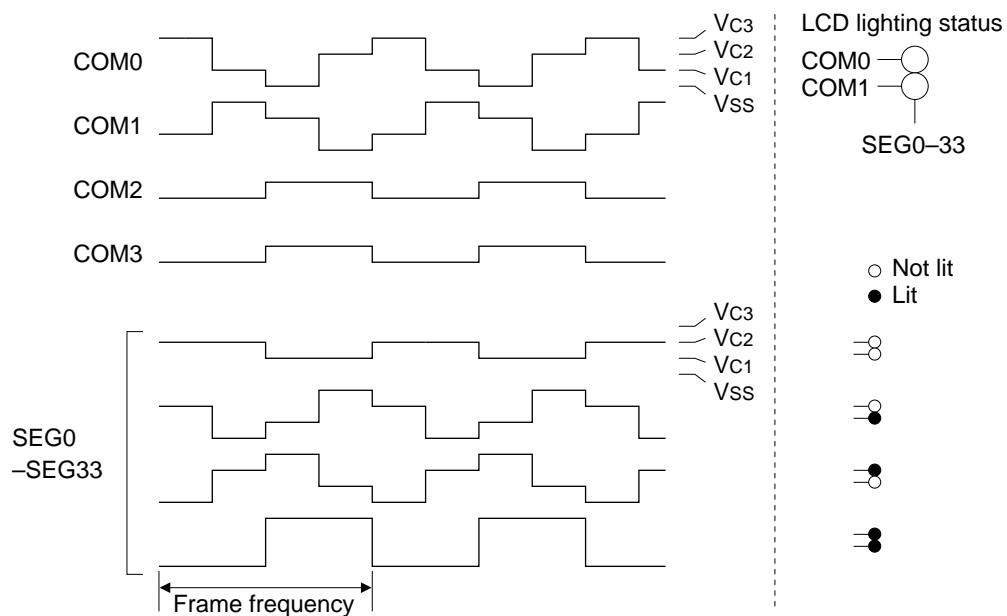 COM0
COM1
COM2
COM3
VC3
VC2
VC1
VSS
SEG0
–SEG33
VC3
VC2
VC1
VSS
Frame frequency
LCD lighting status
COM0
COM1
SEG0–33
Not lit
Lit